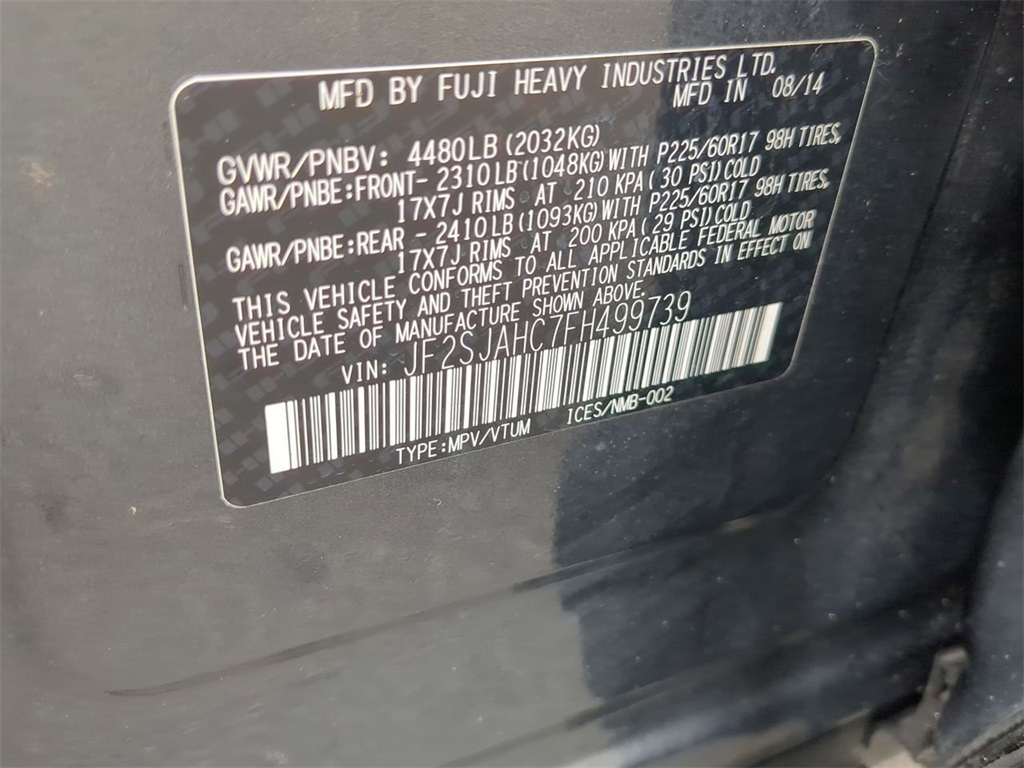 MFD BY FUJI HEAVY INDUSTRIES LTD.
MFD IN 08/14
GVWR/PNBV: 4480LB(2032KG)
GAWR/PNBE:FRONT- 2310LB(1048KG)WITH P225/60R17 98H TIRES,
17X7J RIMS AT 210 KPA(30 PSI)COLD
GAWR/PNBE:REAR - 2410LB(1093KG)WITH P225/60R17 98H TIRES,
17X7J RIMS AT 200 KPA(29 PSI)COLD
THIS VEHICLE CONFORMS TO ALL APPLICABLE FEDERAL MOTOR
VEHICLE SAFETY AND THEFT PREVENTION STANDARDS IN EFFECT ON
THE DATE OF MANUFACTURE SHOWN ABOVE.
VIN: JF2SJAHC7FH499739
TYPE:MPV/VTUM ICES/NMB-002